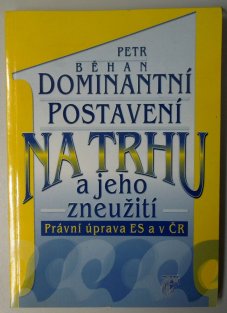 PETR
BĚHAN
DOMINANTNÍ
POSTAVENÍ
NA TRHU
a jeho
zneužití
Právní úprava ES a v ČR